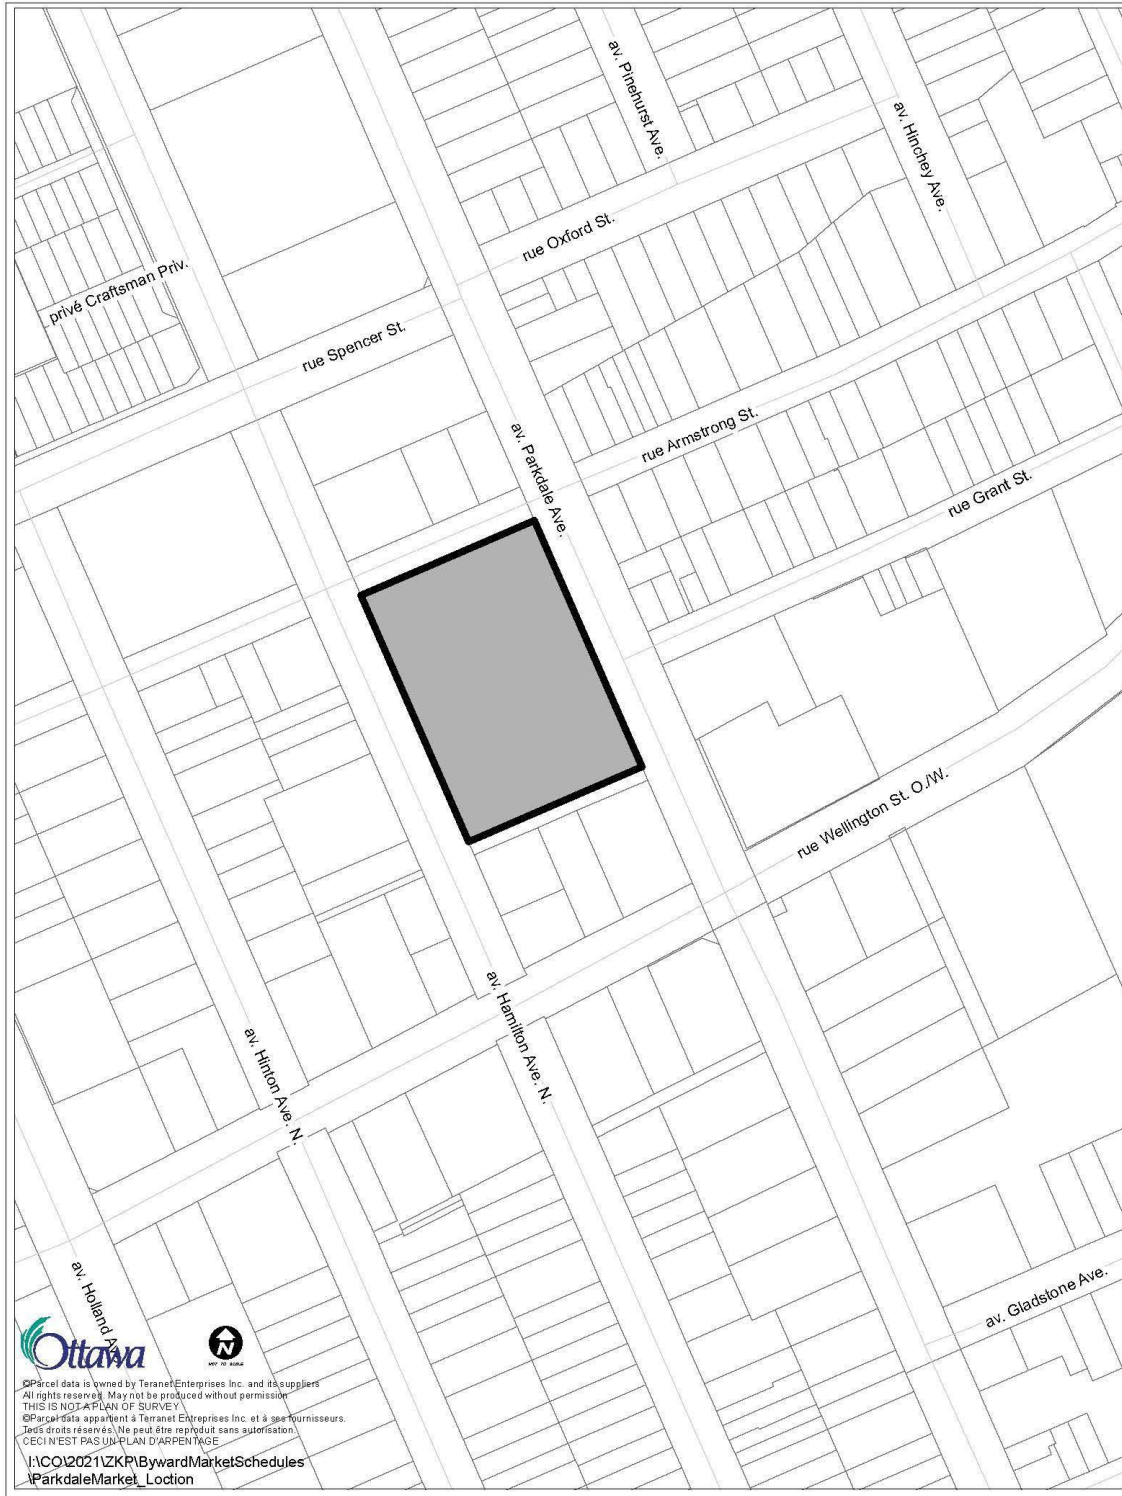 av. Pinehurst Ave.
av. Hinchey Ave.
rue Oxford St.
privé Craftsman Priv.
rue Spencer St.
av. Parkdale Ave.
rue Armstrong St.
rue Grant St.
rue Wellington St. O./W.
av. Hamilton Ave. N.
av. Hinton Ave. N.
av. Holland
av. Gladstone Ave.
Ottawa
N
NOT TO SCALE
©Parcel data is owned by Teranet Enterprises Inc. and its suppliers
All rights reserved. May not be produced without permission
THIS IS NOT A PLAN OF SURVEY
©Parcel data appartient à Terranet Entreprises Inc. et à ses fournisseurs.
Tous droits réservés. Ne peut être reproduit sans autorisation.
CECI N'EST PAS UN PLAN D'ARPENTAGE
I:\CO\2021\ZKP\BywardMarketSchedules
\ParkdaleMarket_Loction